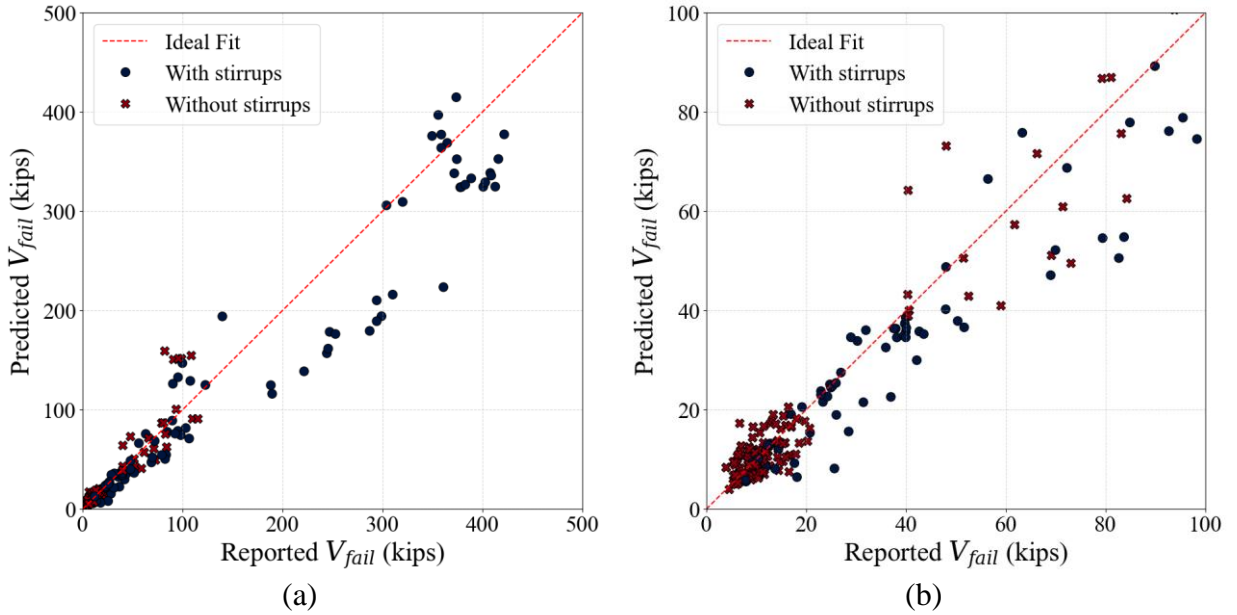 500
400
300
200
100
0
Predicted V_fail (kips)
Ideal Fit
With stirrups
Without stirrups
0 100 200 300 400 500
Reported V_fail (kips)
(a)
100
80
60
40
20
0
Predicted V_fail (kips)
Ideal Fit
With stirrups
Without stirrups
0 20 40 60 80 100
Reported V_fail (kips)
(b)